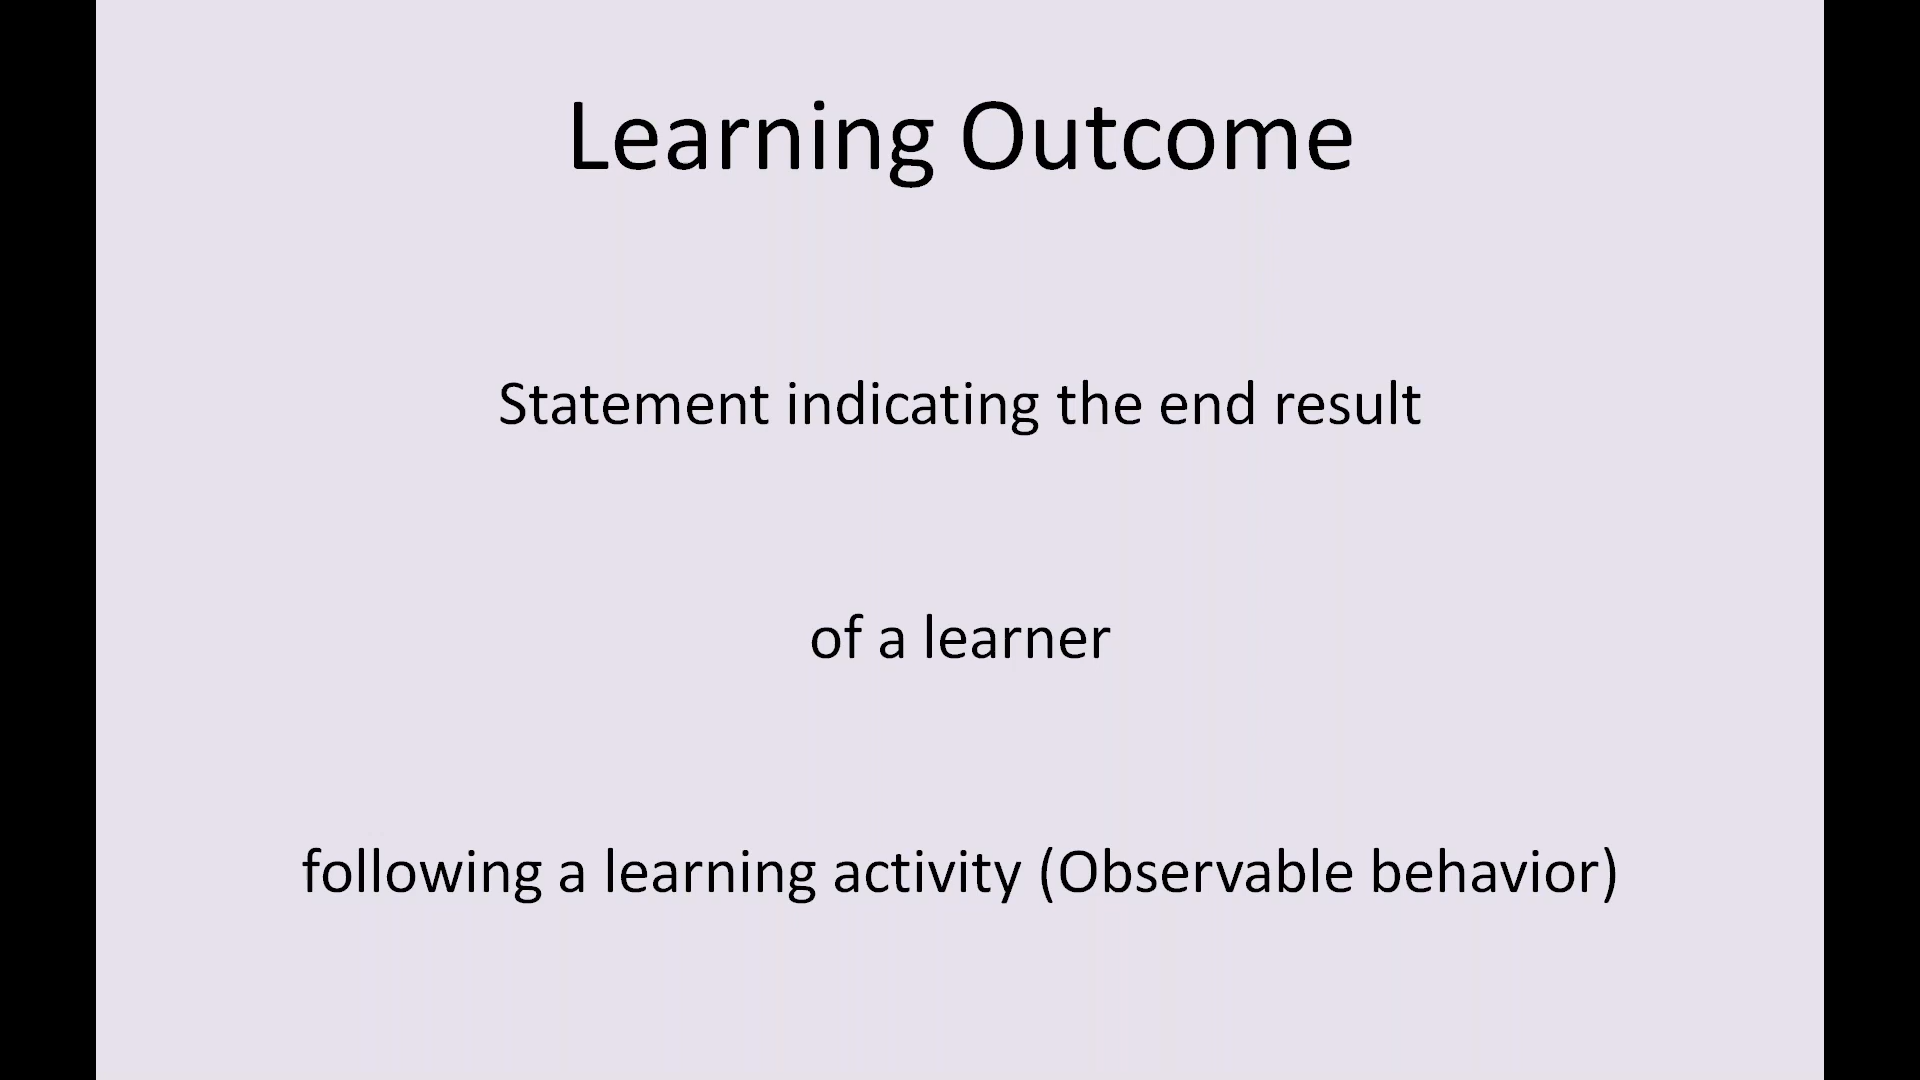 Learning Outcome
Statement indicating the end result
of a learner
following a learning activity (Observable behavior)